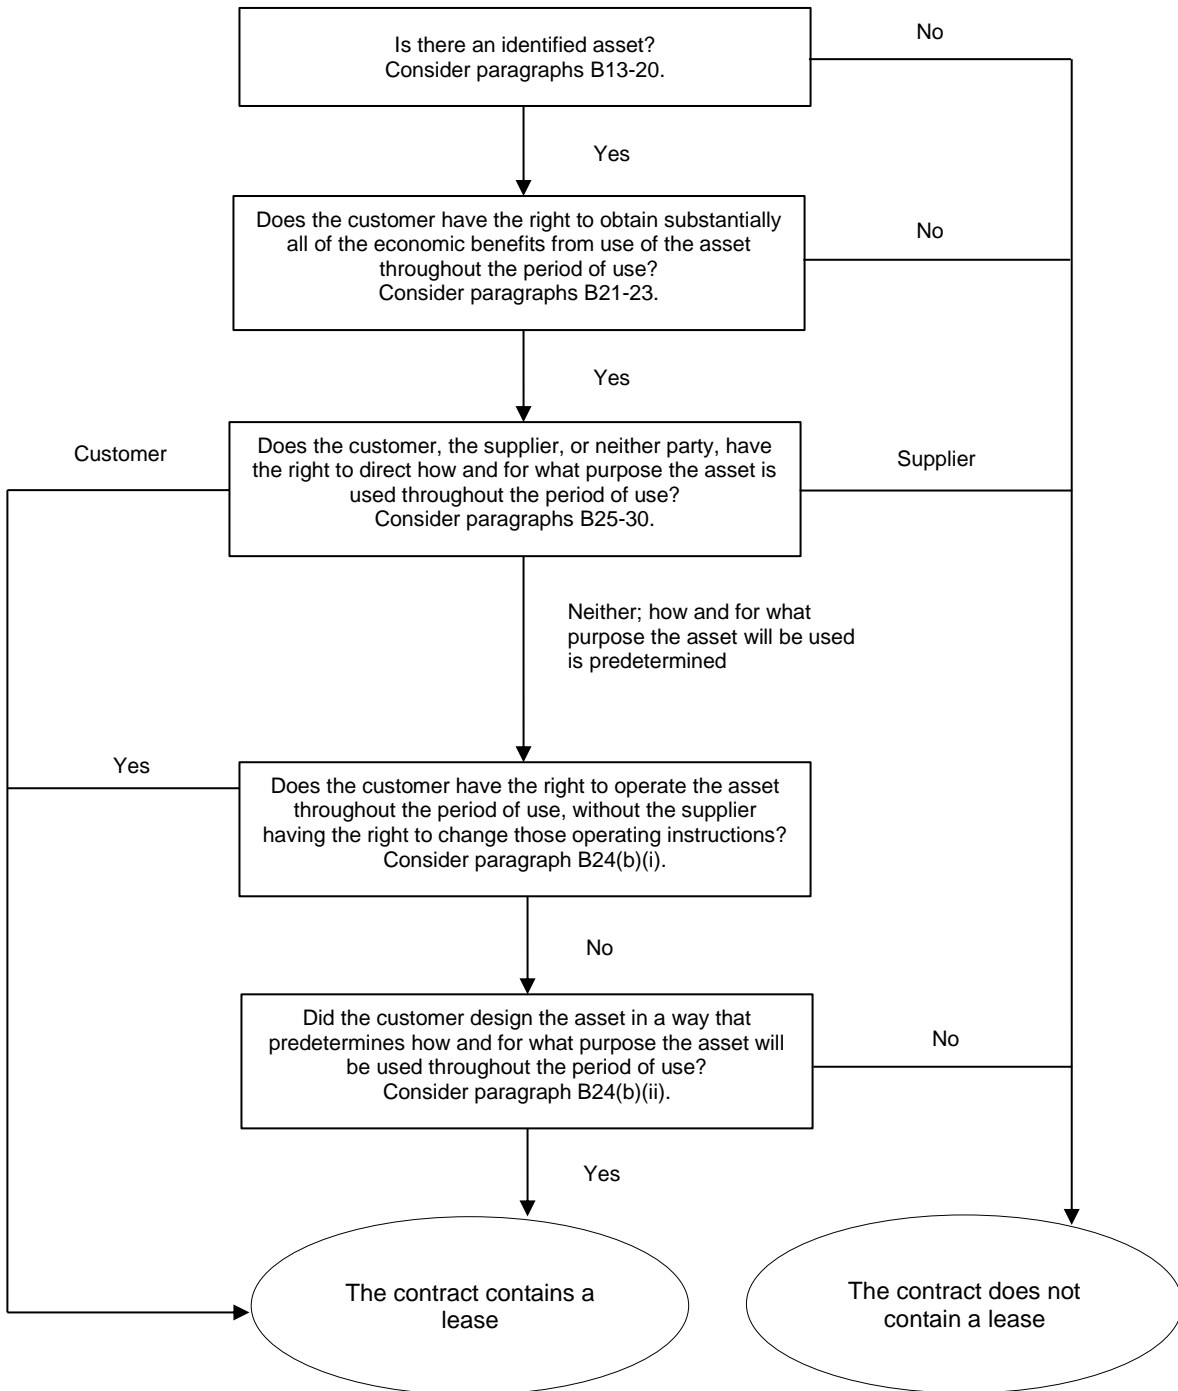 Is there an identified asset?
Consider paragraphs B13-20.
No
Yes
Does the customer have the right to obtain substantially
all of the economic benefits from use of the asset
throughout the period of use?
Consider paragraphs B21-23.
No
Yes
Customer
Does the customer, the supplier, or neither party, have
the right to direct how and for what purpose the asset is
used throughout the period of use?
Consider paragraphs B25-30.
Supplier
Neither; how and for what
purpose the asset will be used
is predetermined
Yes
Does the customer have the right to operate the asset
throughout the period of use, without the supplier
having the right to change those operating instructions?
Consider paragraph B24(b)(i).
No
Did the customer design the asset in a way that
predetermines how and for what purpose the asset will
be used throughout the period of use?
Consider paragraph B24(b)(ii).
No
Yes
The contract contains a
lease
The contract does not
contain a lease